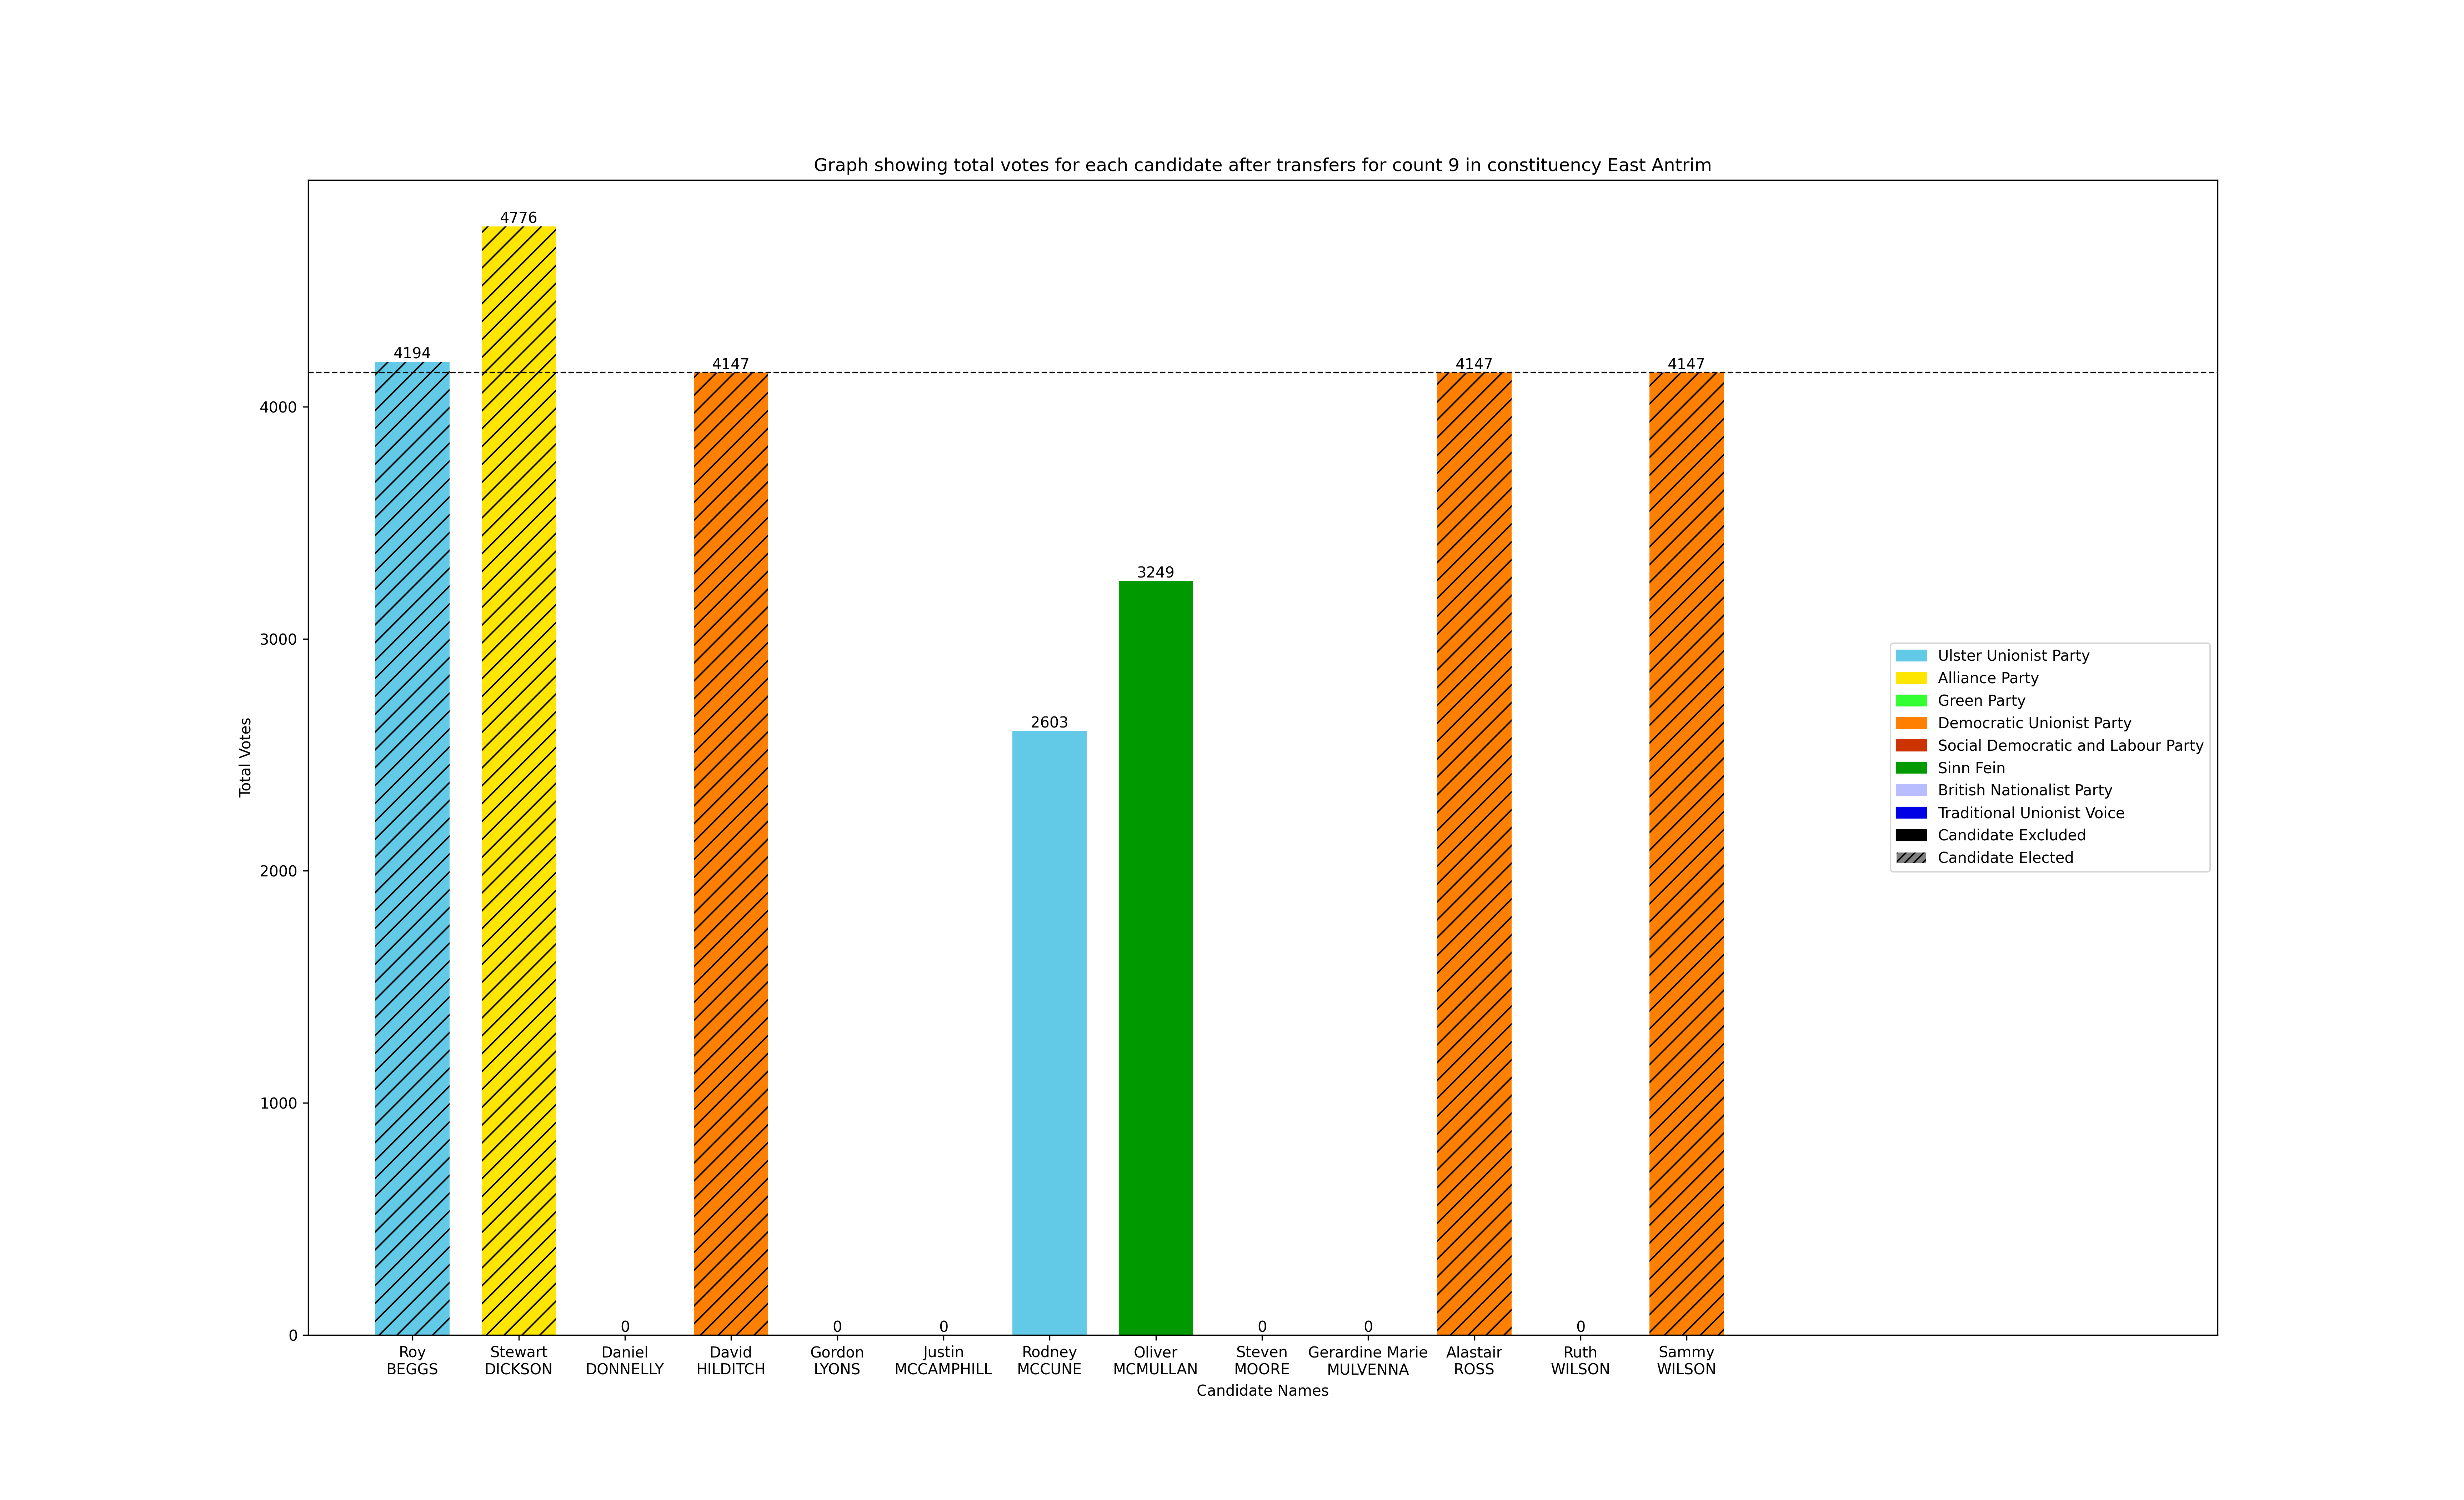 Graph showing total votes for each candidate after transfers for count 9 in constituency East Antrim
4776
4194
4147
4147
4147
4000
3249
3000
2603
Total Votes
2000
1000
0
0
0
0
0
0
0
Ulster Unionist Party
Alliance Party
Green Party
Democratic Unionist Party
Social Democratic and Labour Party
Sinn Fein
British Nationalist Party
Traditional Unionist Voice
Candidate Excluded
Candidate Elected
Roy
BEGGS
Stewart
DICKSON
Daniel
DONNELLY
David
HILDITCH
Gordon
LYONS
Justin
MCCAMPHILL
Rodney
MCCUNE
Oliver
MCMULLAN
Steven
MOORE
Gerardine Marie
MULVENNA
Alastair
ROSS
Ruth
WILSON
Sammy
WILSON
Candidate Names